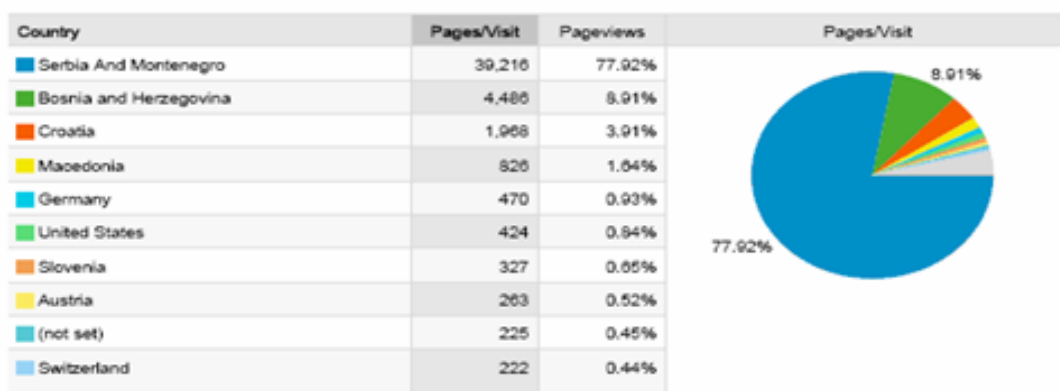 Country Pages/Visit Pageviews Pages/Visit
Serbia And Montenegro 39,216 77.92%
Bosnia and Herzegovina 4,486 8.91%
Croatia 1,968 3.91%
Macedonia 826 1.64%
Germany 470 0.93%
United States 424 0.84%
Slovenia 327 0.65%
Austria 263 0.52%
(not set) 225 0.45%
Switzerland 222 0.44%
8.91%
77.92%